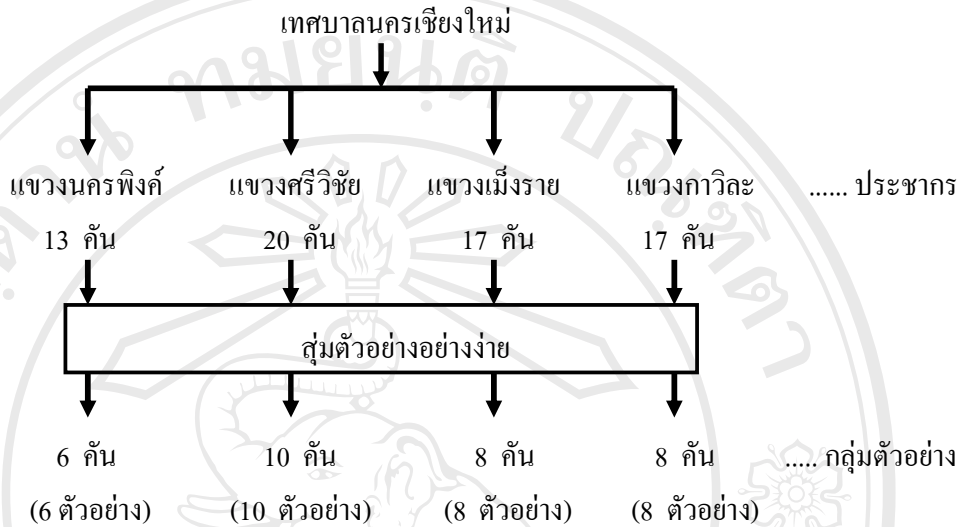 เทศบาลนครเชียงใหม่
แขวงนครพิงค์ แขวงศรีวิชัย แขวงเม็งราย แขวงกาวิละ ...... ประชากร
13 คัน 20 คัน 17 คัน 17 คัน
สุ่มตัวอย่างอย่างง่าย
6 คัน 10 คัน 8 คัน 8 คัน ..... กลุ่มตัวอย่าง
(6 ตัวอย่าง) (10 ตัวอย่าง) (8 ตัวอย่าง) (8 ตัวอย่าง)